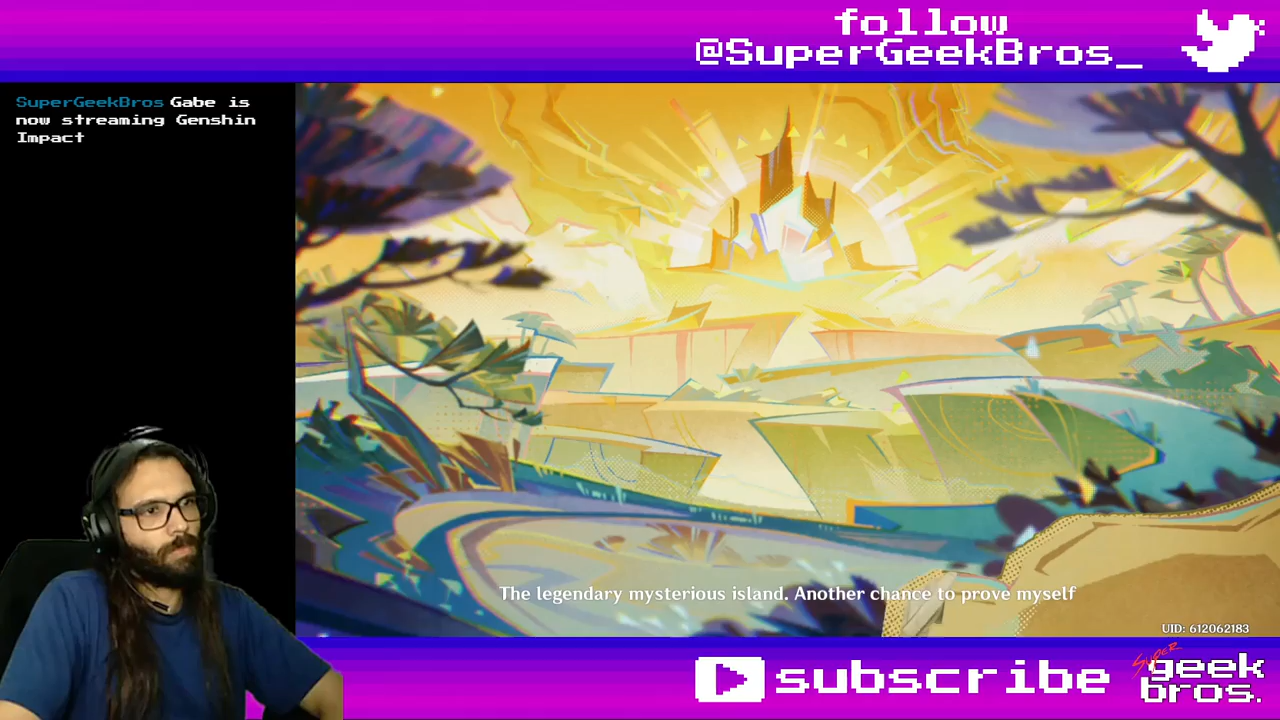 follow
@SuperGeekBros_
SuperGeekBros Gabe is
now streaming Genshin
Impact
The legendary mysterious island. Another chance to prove myself
UID: 612062183
subscribe
SUPER
geek
bros.